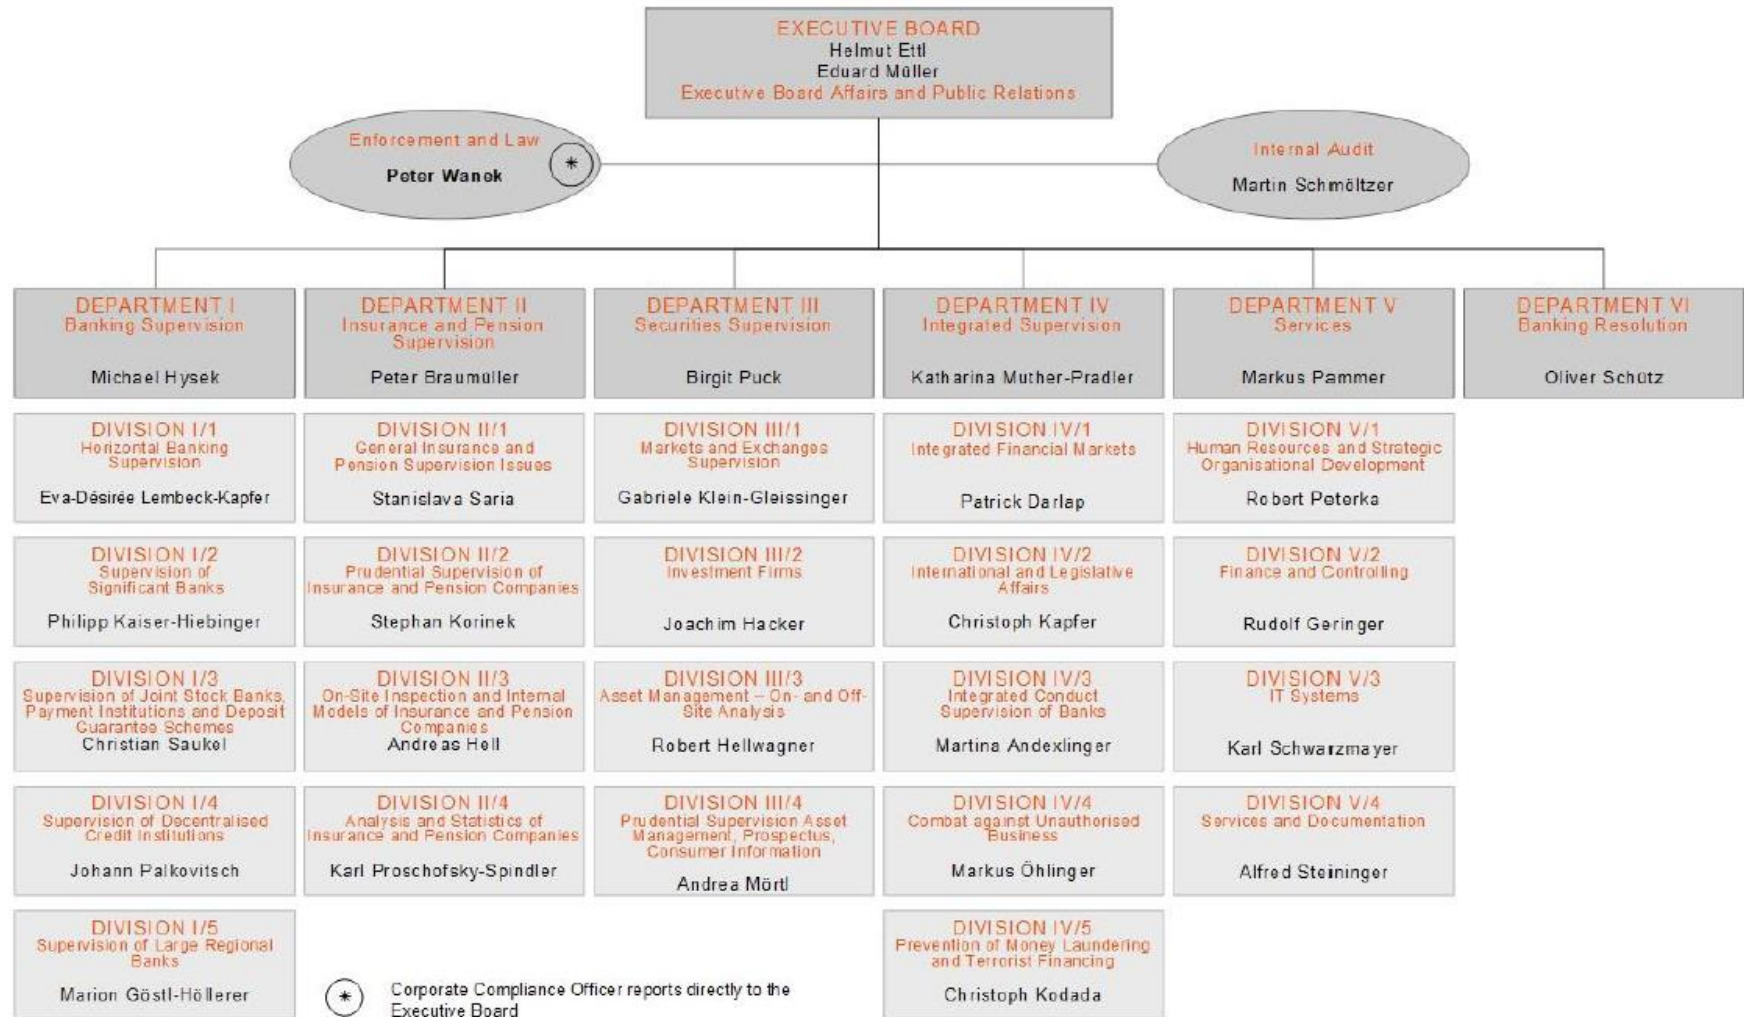 EXECUTIVE BOARD
Helmut Ettl
Eduard Müller
Executive Board Affairs and Public Relations
Enforcement and Law
*
Peter Wanek
Internal Audit
Martin Schmöltzer
DEPARTMENT I
Banking Supervision
Michael Hysek
DEPARTMENT II
Insurance and Pension
Supervision
Peter Braumüller
DEPARTMENT III
Securities Supervision
Birgit Puck
DEPARTMENT IV
Integrated Supervision
Katharina Muther-Pradler
DEPARTMENT V
Services
Markus Pammer
DEPARTMENT VI
Banking Resolution
Oliver Schütz
DIVISION I/1
Horizontal Banking
Supervision
Eva-Désirée Lembeck-Kapfer
DIVISION II/1
General Insurance and
Pension Supervision Issues
Stanislava Saria
DIVISION III/1
Markets and Exchanges
Supervision
Gabriele Klein-Gleissinger
DIVISION IV/1
Integrated Financial Markets
Patrick Darlap
DIVISION V/1
Human Resources and Strategic
Organisational Development
Robert Peterka
DIVISION I/2
Supervision of
Significant Banks
Philipp Kaiser-Hiebinger
DIVISION II/2
Prudential Supervision of
Insurance and Pension Companies
Stephan Korinek
DIVISION III/2
Investment Firms
Joachim Hacker
DIVISION IV/2
International and Legislative
Affairs
Christoph Kapfer
DIVISION V/2
Finance and Controlling
Rudolf Geringer
DIVISION I/3
Supervision of Joint Stock Banks,
Payment Institutions and Deposit
Guarantee Schemes
Christian Saukel
DIVISION II/3
On-Site Inspection and Internal
Models of Insurance and Pension
Companies
Andreas Hell
DIVISION III/3
Asset Management – On- and Off-
Site Analysis
Robert Hellwagner
DIVISION IV/3
Integrated Conduct
Supervision of Banks
Martina Andexlinger
DIVISION V/3
IT Systems
Karl Schwarzmayer
DIVISION I/4
Supervision of Decentralised
Credit Institutions
Johann Palkovitsch
DIVISION II/4
Analysis and Statistics of
Insurance and Pension Companies
Karl Proschofsky-Spindler
DIVISION III/4
Prudential Supervision Asset
Management, Prospectus,
Consumer Information
Andrea Mörtl
DIVISION IV/4
Combat against Unauthorised
Business
Markus Öhlinger
DIVISION V/4
Services and Documentation
Alfred Steininger
DIVISION I/5
Supervision of Large Regional
Banks
Marion Göstl-Höllerer
DIVISION IV/5
Prevention of Money Laundering
and Terrorist Financing
Christoph Kodada
* Corporate Compliance Officer reports directly to the
Executive Board